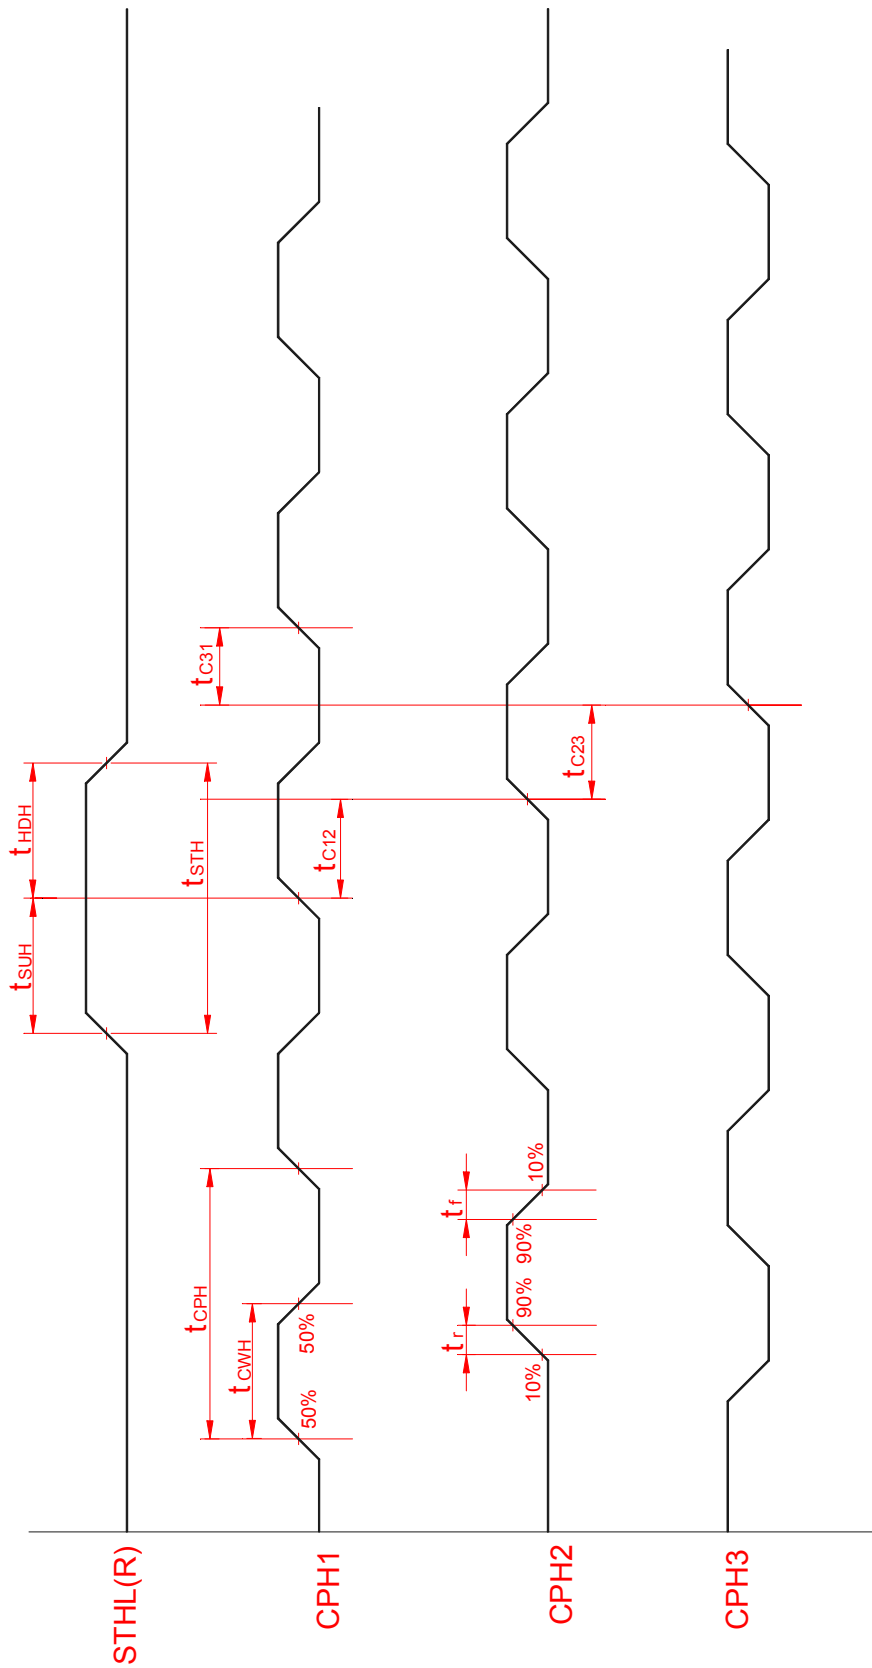 STHL(R)
tSUH
tHDH
tSTH
CPH1
tCPH
tCWH
50%
50%
tC12
tC31
CPH2
tr
tf
10%
90%
90%
10%
tC23
CPH3